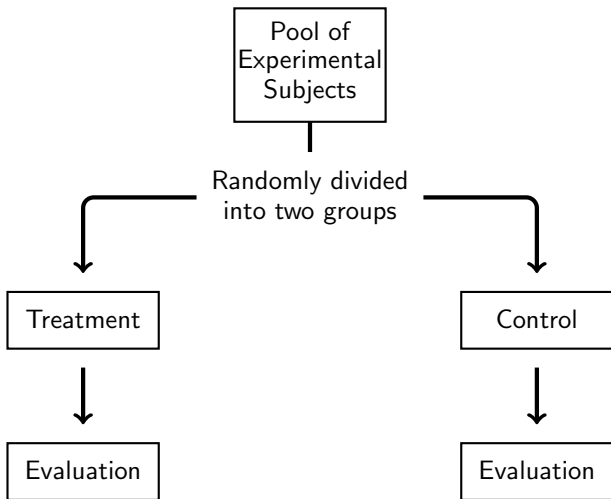 Pool of
Experimental
Subjects
Randomly divided
into two groups
Treatment
Control
Evaluation
Evaluation